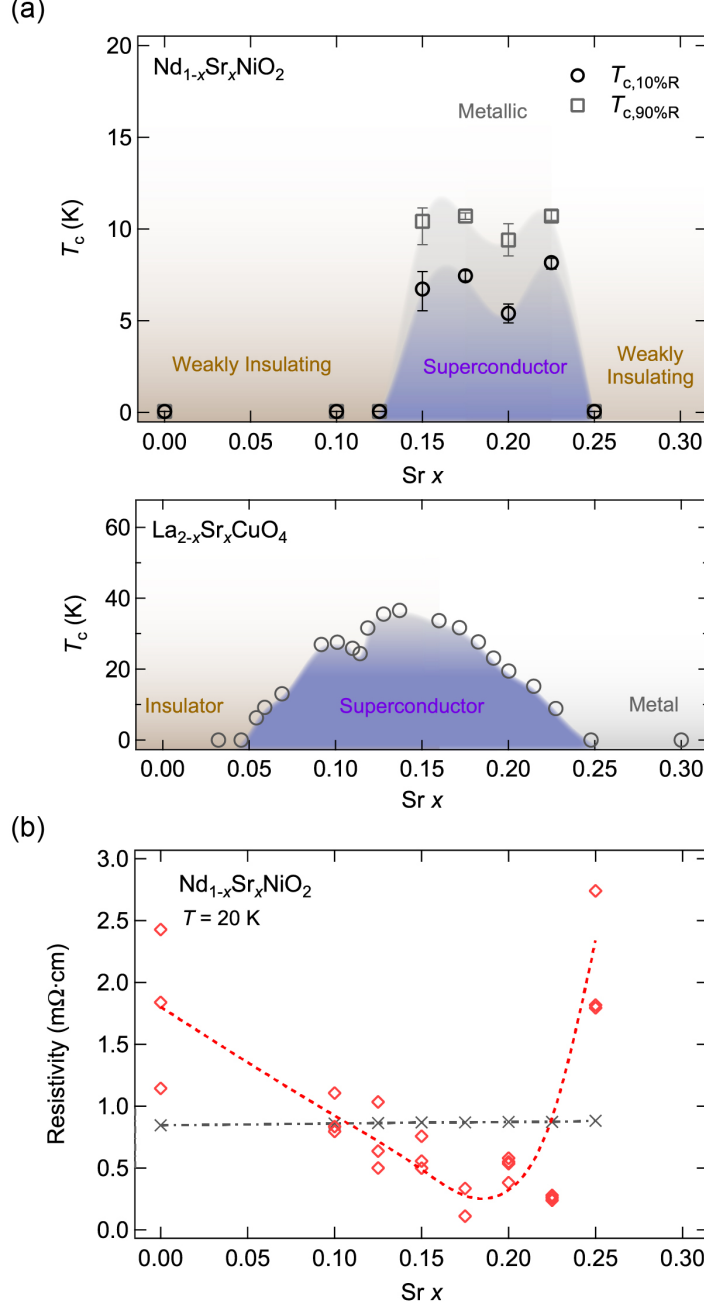 (a)
Nd₁₋ₓSrₓNiO₂
T_c,10%R
T_c,90%R
Metallic
Weakly Insulating
Superconductor
Weakly
Insulating
T_c (K)
20
15
10
5
0
0.00 0.05 0.10 0.15 0.20 0.25 0.30
Sr x
La₂₋ₓSrₓCuO₄
Insulator
Superconductor
Metal
T_c (K)
60
40
20
0
0.00 0.05 0.10 0.15 0.20 0.25 0.30
Sr x
(b)
Nd₁₋ₓSrₓNiO₂
T = 20 K
Resistivity (mΩ·cm)
3.0
2.5
2.0
1.5
1.0
0.5
0.0
0.00 0.05 0.10 0.15 0.20 0.25 0.30
Sr x